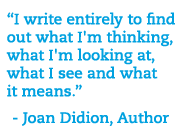 “I write entirely to find
out what I'm thinking,
what I'm looking at,
what I see and what
it means.”
- Joan Didion, Author